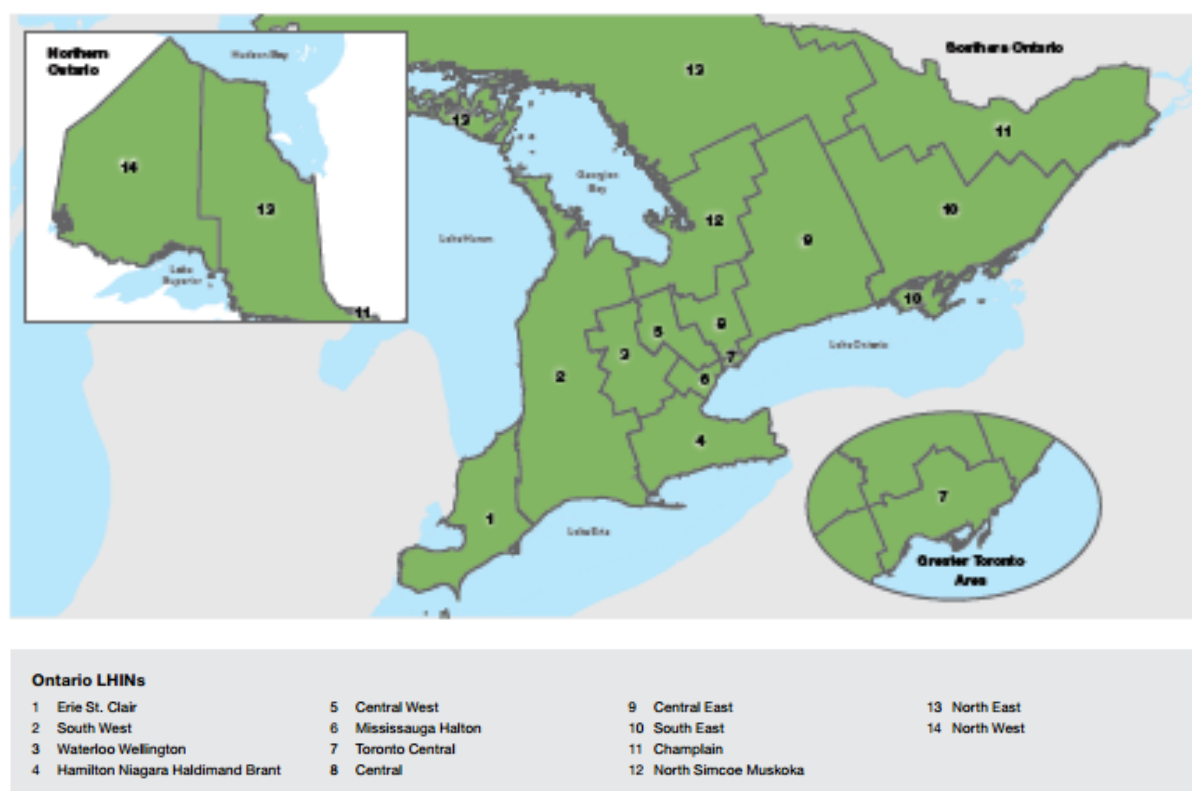 Northern
Ontario
Hudson Bay
14
13
Lake
Superior
11
13
13
Southern Ontario
11
Georgian
Bay
10
12
9
Lake Huron
10
5
8
3
7
Lake Ontario
2
6
4
1
7
Lake Erie
Greater Toronto
Area
Ontario LHINs
1 Erie St. Clair
2 South West
3 Waterloo Wellington
4 Hamilton Niagara Haldimand Brant
5 Central West
6 Mississauga Halton
7 Toronto Central
8 Central
9 Central East
10 South East
11 Champlain
12 North Simcoe Muskoka
13 North East
14 North West